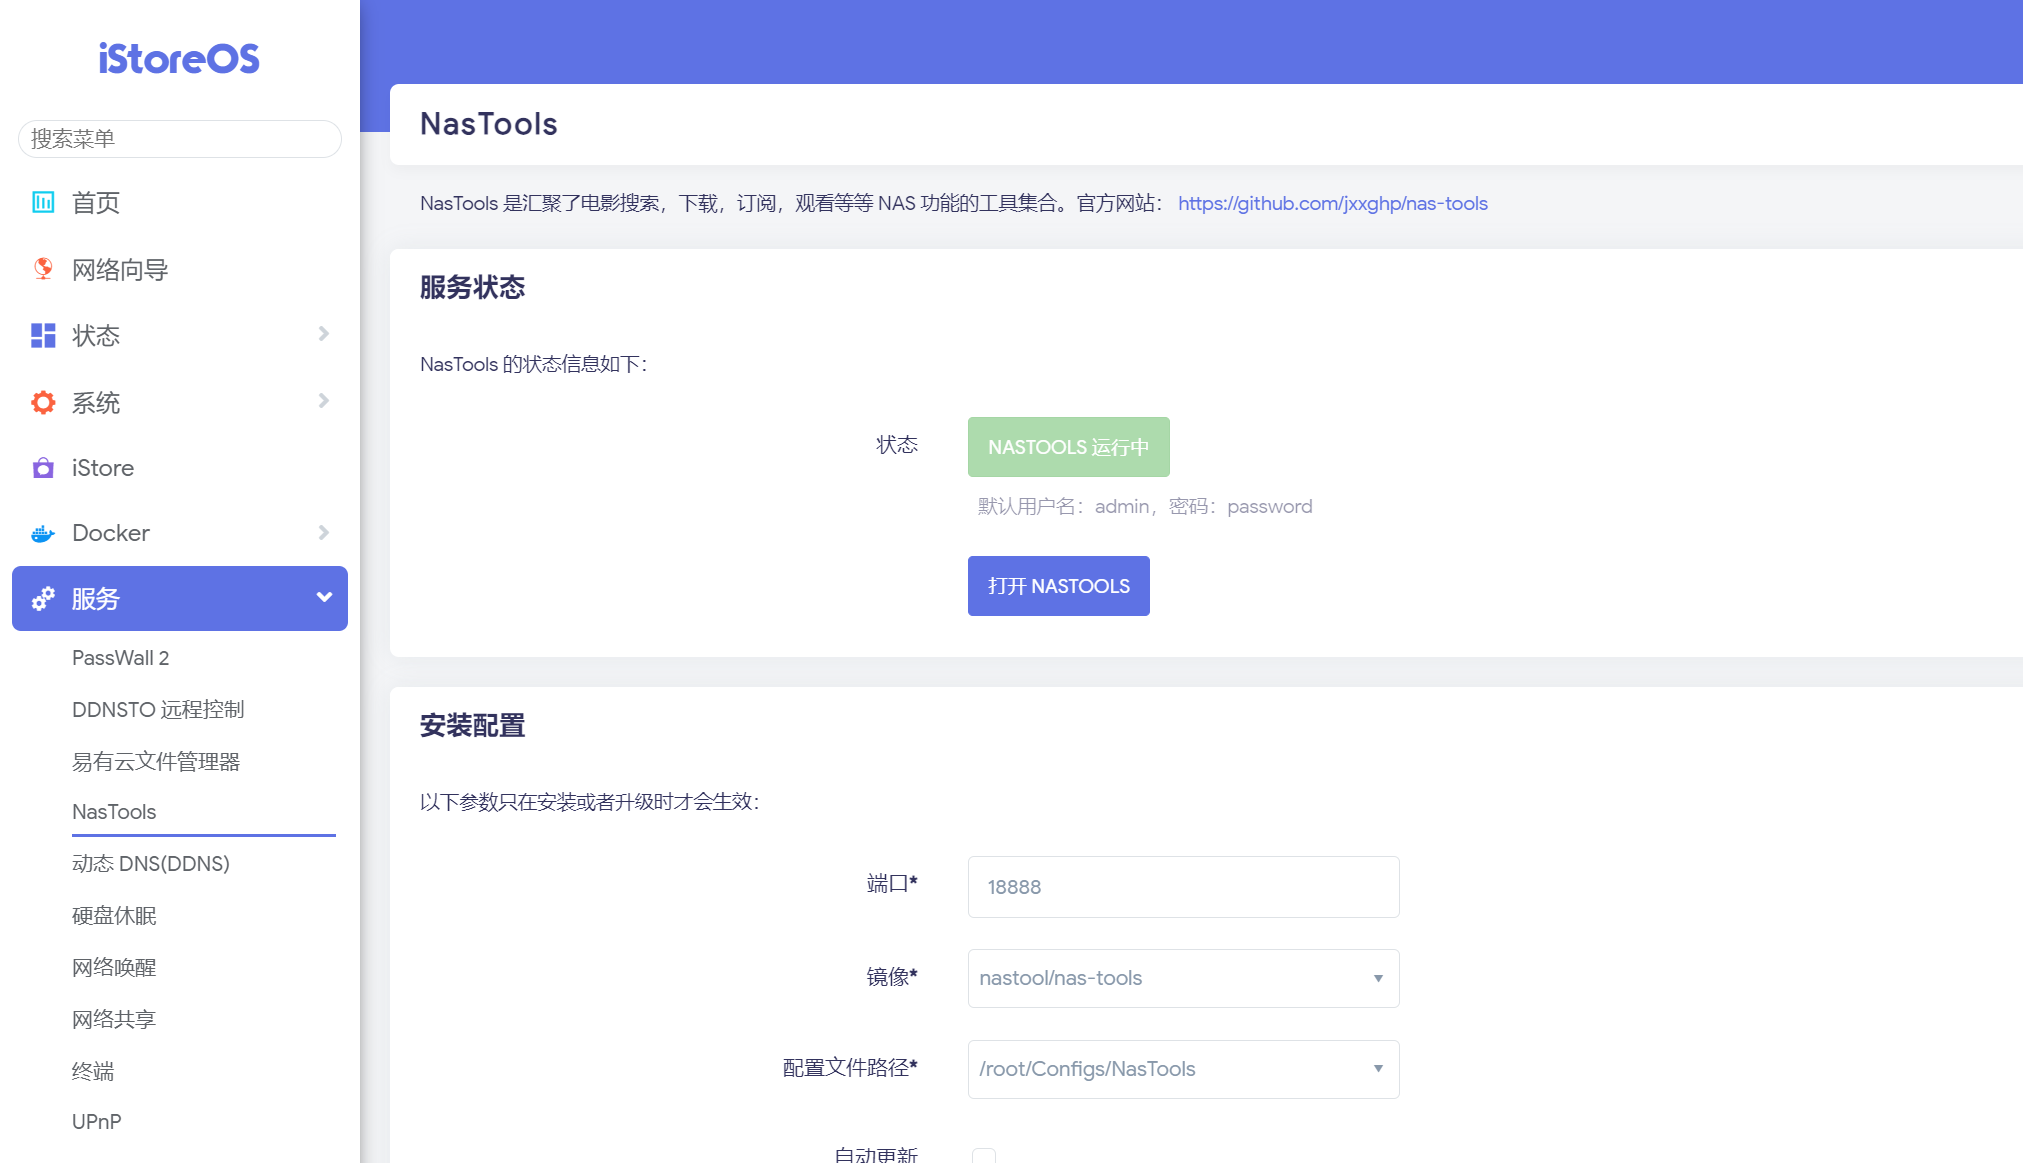 iStoreOS
搜索菜单
首页
网络向导
状态
系统
iStore
Docker
服务
PassWall 2
DDNSTO 远程控制
易有云文件管理器
NasTools
动态 DNS(DDNS)
硬盘休眠
网络唤醒
网络共享
终端
UPnP
NasTools
NasTools 是汇聚了电影搜索，下载，订阅，观看等等 NAS 功能的工具集合。官方网站： https://github.com/jxxghp/nas-tools
服务状态
NasTools 的状态信息如下：
状态
NASTOOLS 运行中
默认用户名：admin，密码：password
打开 NASTOOLS
安装配置
以下参数只在安装或者升级时才会生效：
端口*
18888
镜像*
nastool/nas-tools
配置文件路径*
/root/Configs/NasTools
自动更新